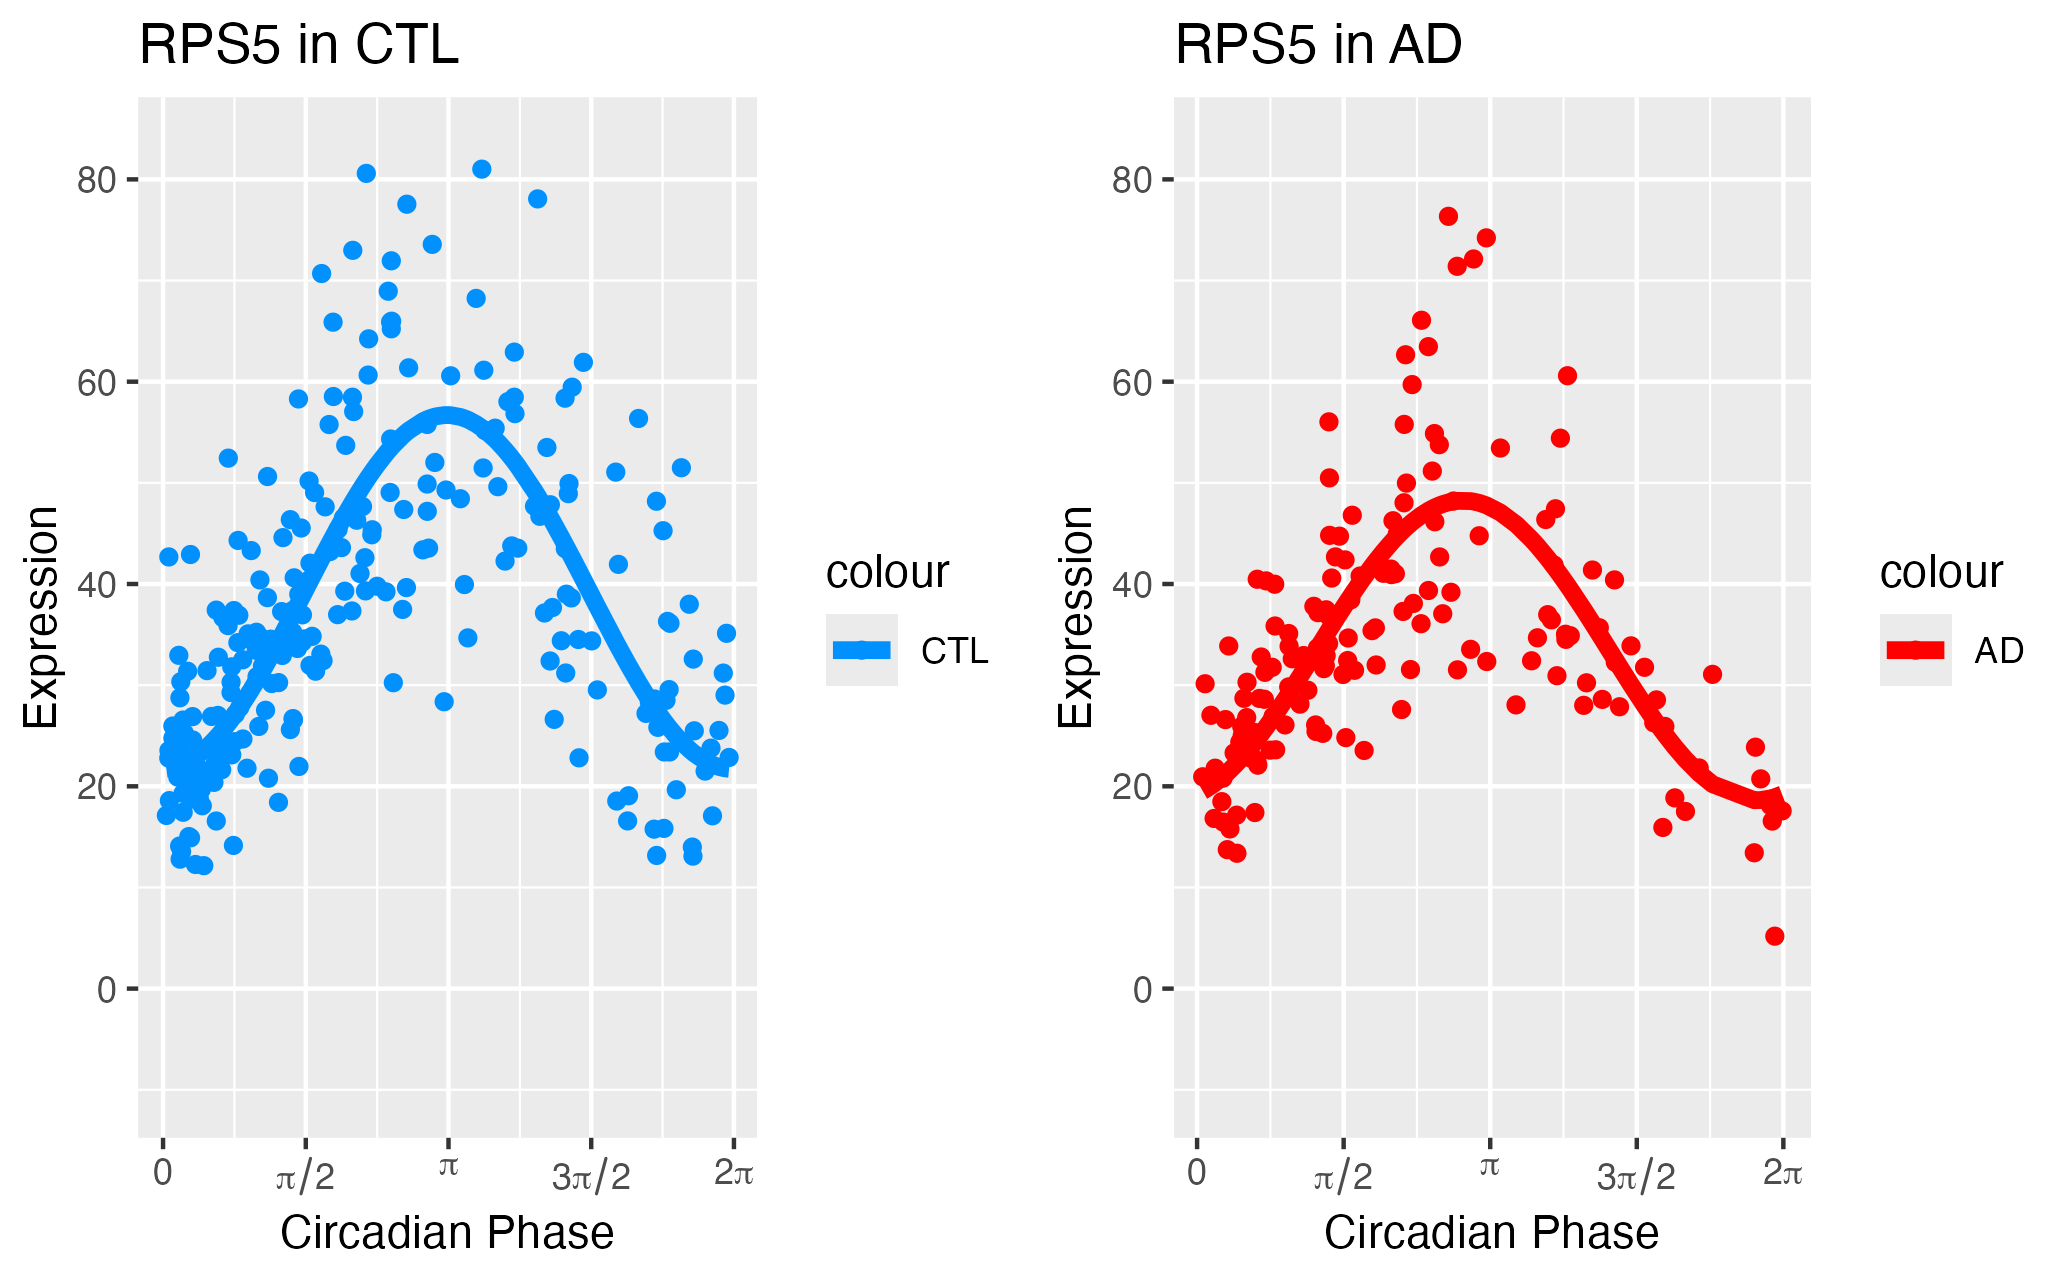 RPS5 in CTL
80
60
40
20
0
Expression
0 π/2 π 3π/2 2π
Circadian Phase
colour
CTL
RPS5 in AD
80
60
40
20
0
Expression
0 π/2 π 3π/2 2π
Circadian Phase
colour
AD